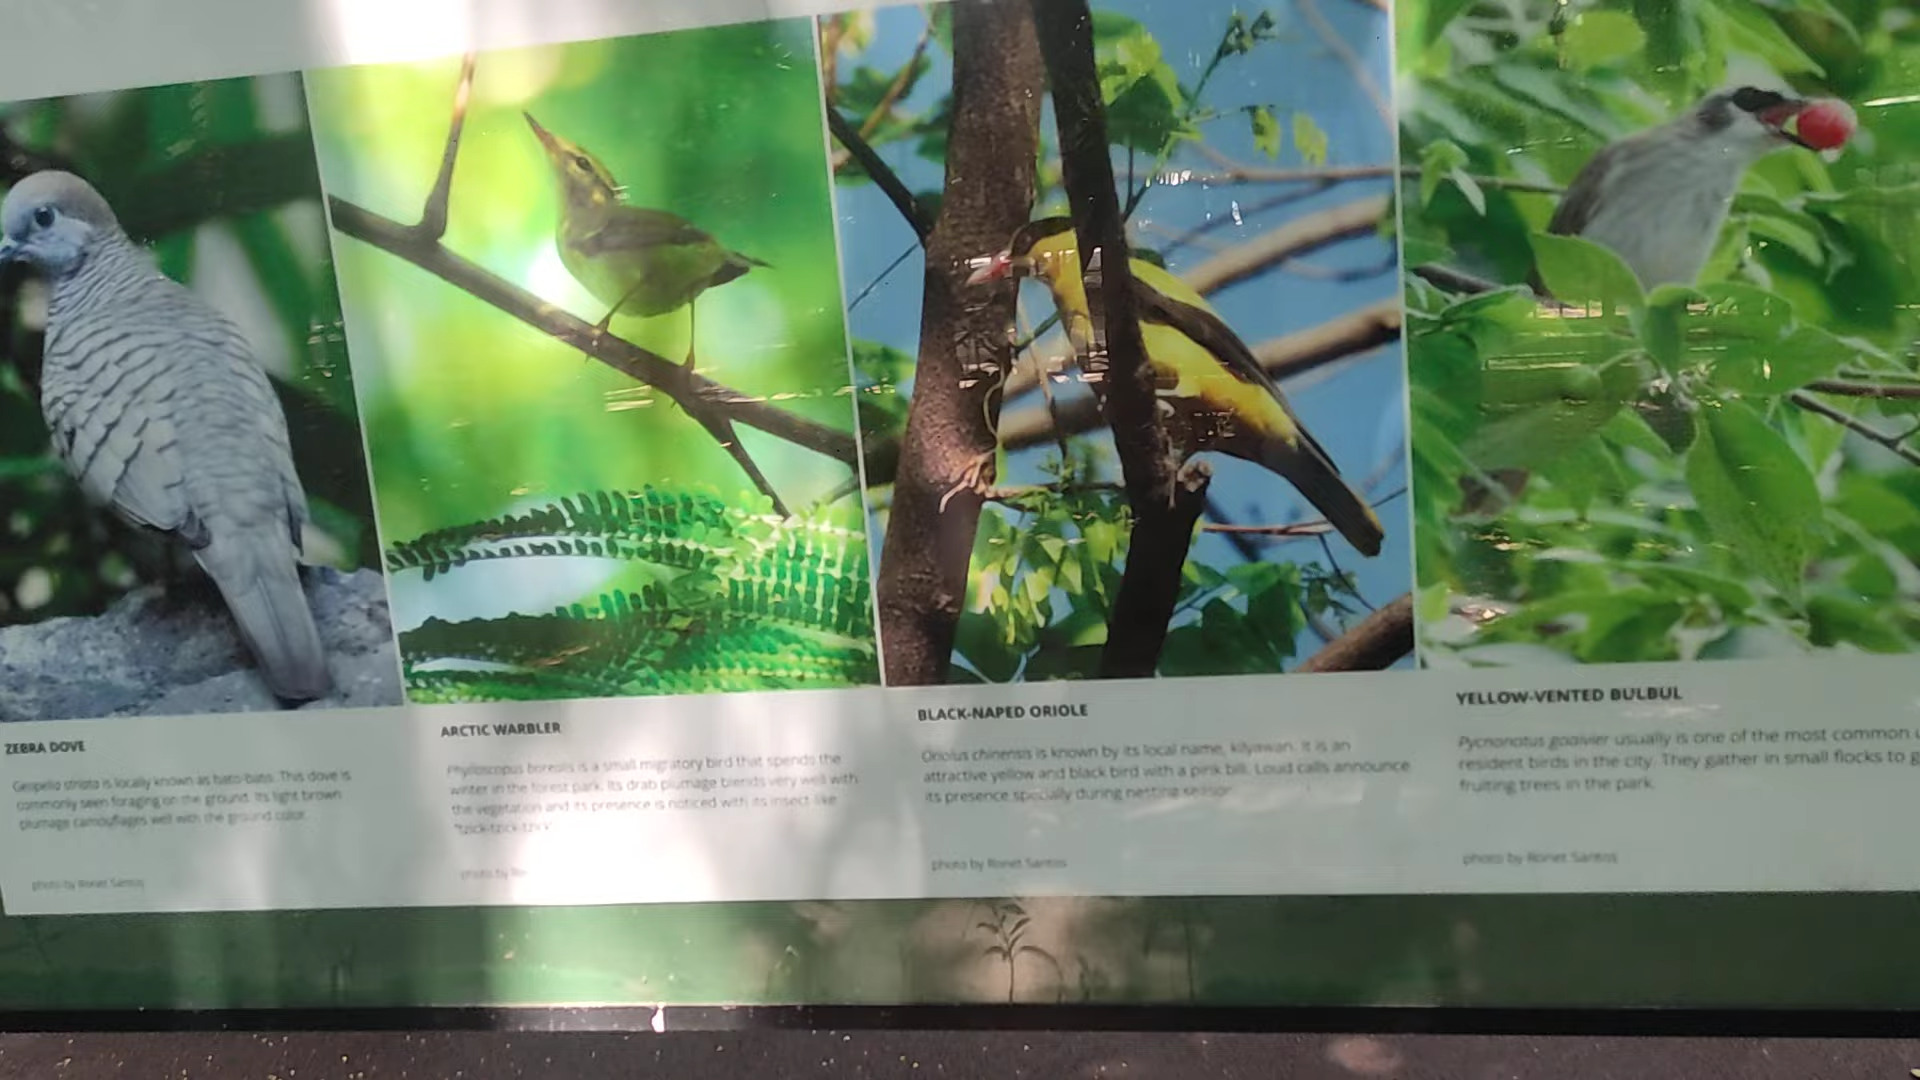 ZEBRA DOVE
Geopelia striata is locally known as bato-bato. This dove is
commonly seen foraging on the ground. Its light brown
plumage camouflages well with the ground color.
photo by Ronet Santos
ARCTIC WARBLER
Phylloscopus borealis is a small migratory bird that spends the
winter in the forest park. Its drab plumage blends very well with
the vegetation and its presence is noticed with its insect-like
"tzick-tzick-tzick"
photo by
BLACK-NAPED ORIOLE
Oriolus chinensis is known by its local name, kilyawan. It is an
attractive yellow and black bird with a pink bill. Loud calls announce
its presence specially during nesting season.
photo by Ronet Santos
YELLOW-VENTED BULBUL
Pycnonotus goaivier usually is one of the most common
resident birds in the city. They gather in small flocks to
fruiting trees in the park.
photo by Ronet Santos